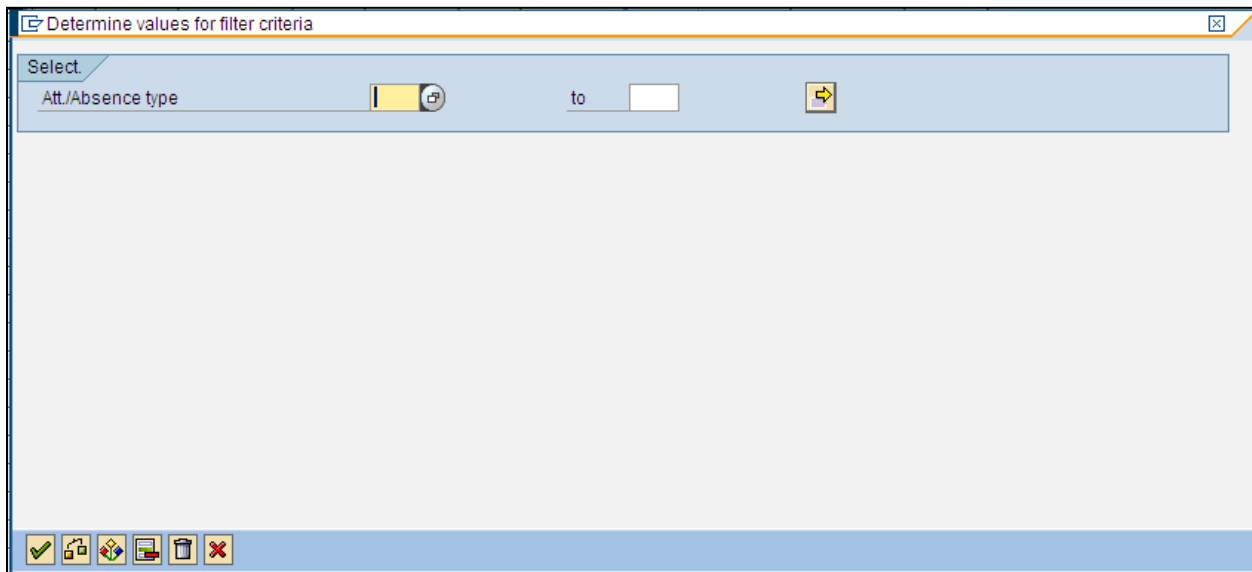 Determine values for filter criteria
Select.
Att./Absence type to